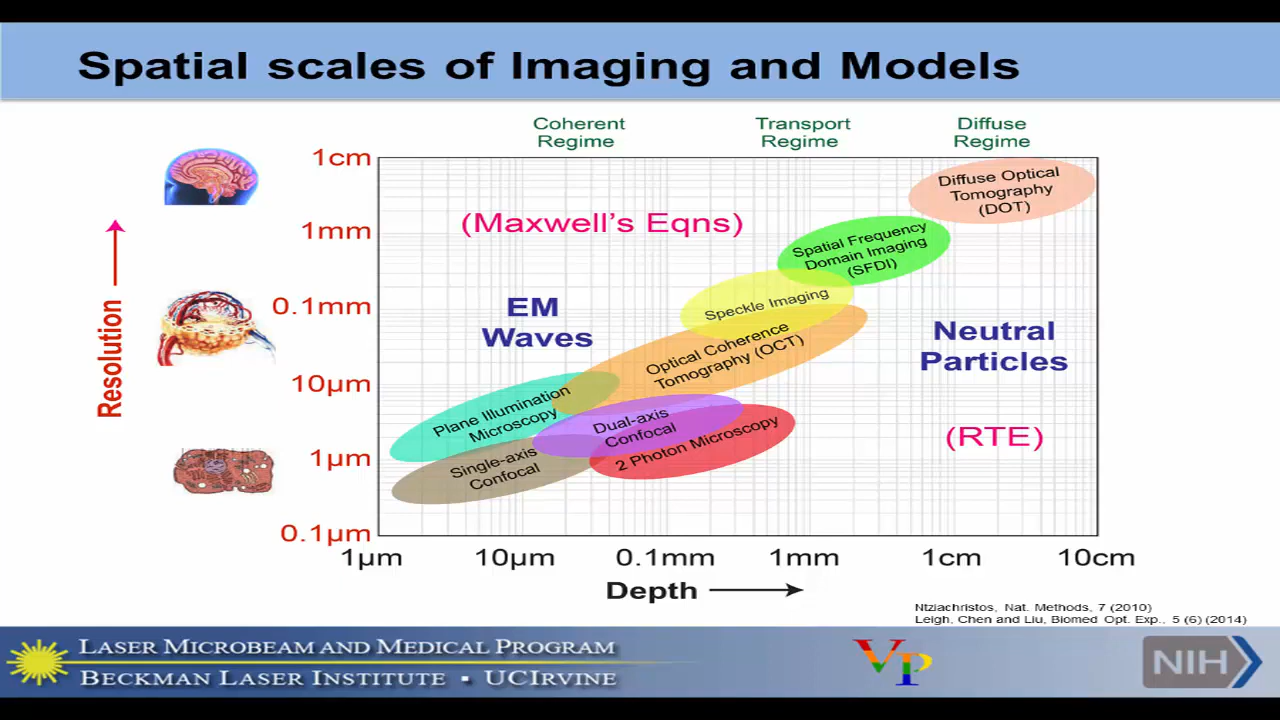 Spatial scales of Imaging and Models
Coherent
Regime
Transport
Regime
Diffuse
Regime
1cm
1mm
0.1mm
10µm
1µm
0.1µm
Resolution
(Maxwell's Eqns)
EM
Waves
Neutral
Particles
(RTE)
Diffuse Optical
Tomography
(DOT)
Spatial Frequency
Domain Imaging
(SFDI)
Speckle Imaging
Optical Coherence
Tomography (OCT)
Plane Illumination
Microscopy
Dual-axis
Confocal
2 Photon Microscopy
Single-axis
Confocal
1µm
10µm
0.1mm
1mm
1cm
10cm
Depth
Ntziachristos, Nat. Methods, 7 (2010)
Leigh, Chen and Liu, Biomed Opt. Exp., 5 (6) (2014)
LASER MICROBEAM AND MEDICAL PROGRAM
BECKMAN LASER INSTITUTE ▪ UCIRVINE
VP
NIH